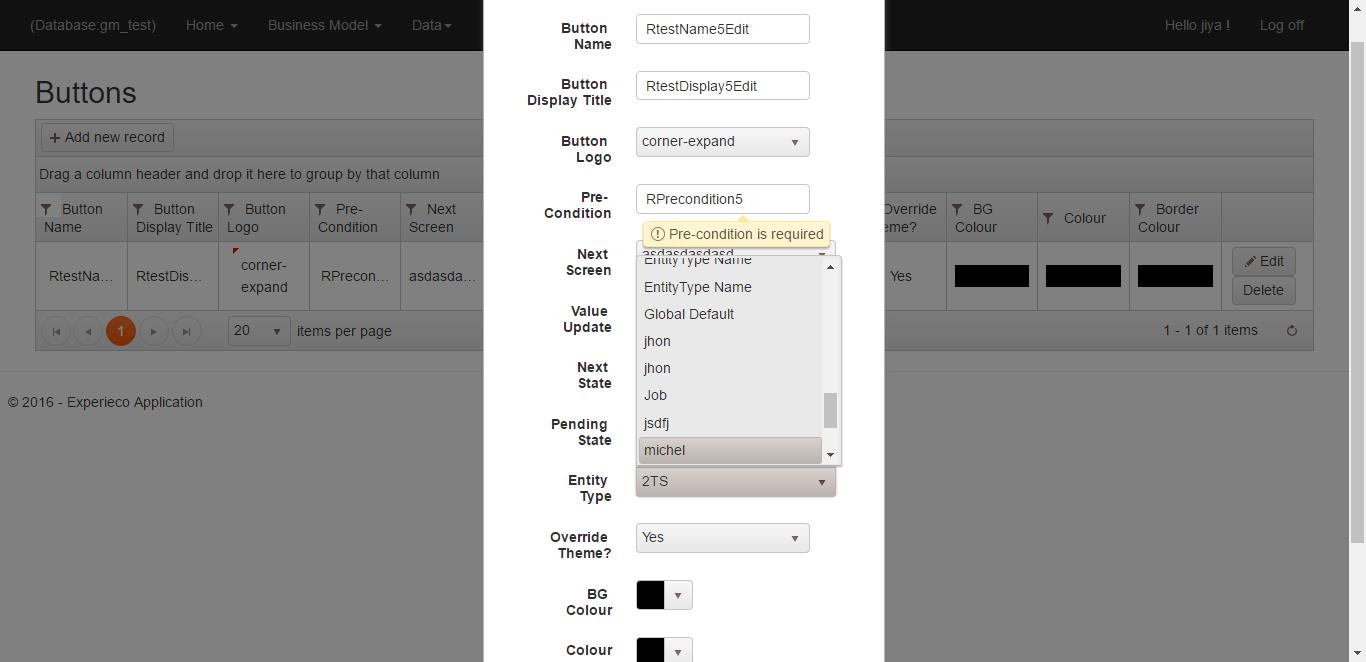 (Database:gm_test)
Home
Business Model
Data
Hello jiya !
Log off
Buttons
Add new record
Drag a column header and drop it here to group by that column
Button Name
Button Display Title
Button Logo
Pre-Condition
Next Screen
Override
eme?
BG Colour
Colour
Border Colour
RtestNa...
RtestDis...
corner-
expand
RPrecon...
asdasda...
Yes
Edit
Delete
1
20
items per page
1 - 1 of 1 items
© 2016 - Experieco Application
Button
Name
RtestName5Edit
Button
Display Title
RtestDisplay5Edit
Button
Logo
corner-expand
Pre-
Condition
RPrecondition5
Pre-condition is required
Next
Screen
asdasdasdasd
Value
Update
Next
State
Pending
State
EntityType Name
EntityType Name
Global Default
jhon
jhon
Job
jsdfj
michel
Entity
Type
2TS
Override
Theme?
Yes
BG
Colour
Colour